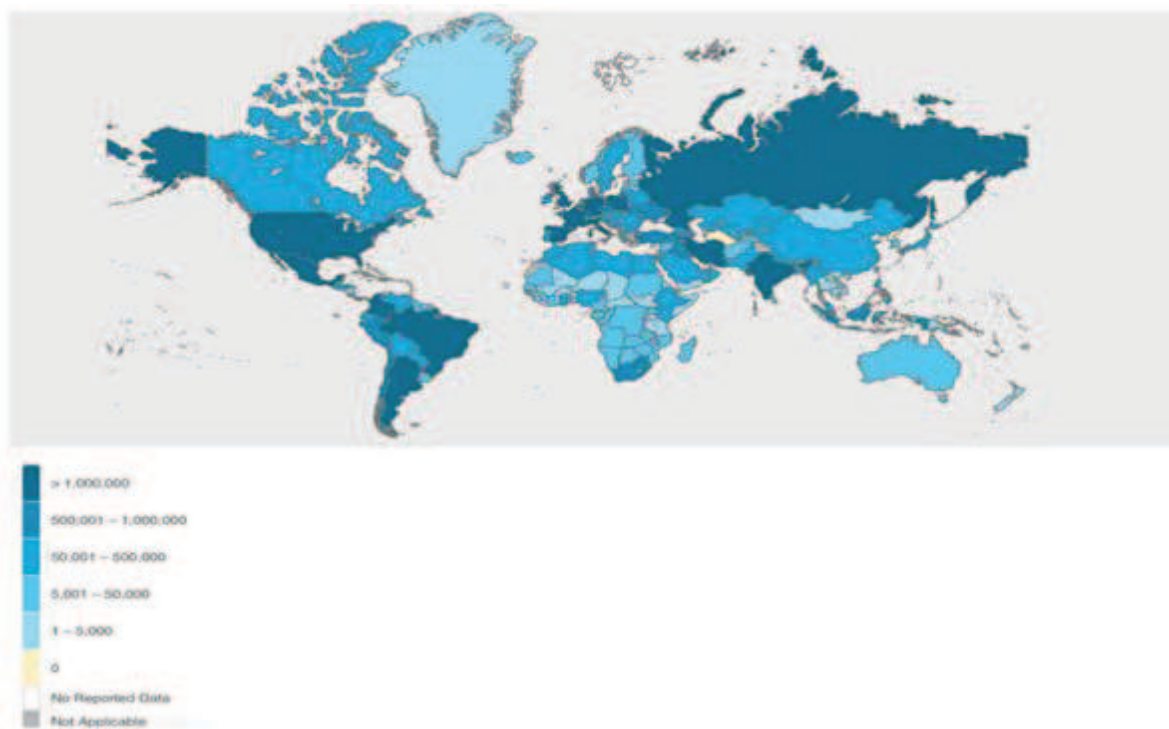 > 1,000,000
500,001 – 1,000,000
50,001 – 500,000
5,001 – 50,000
1 – 5,000
0
No Reported Data
Not Applicable